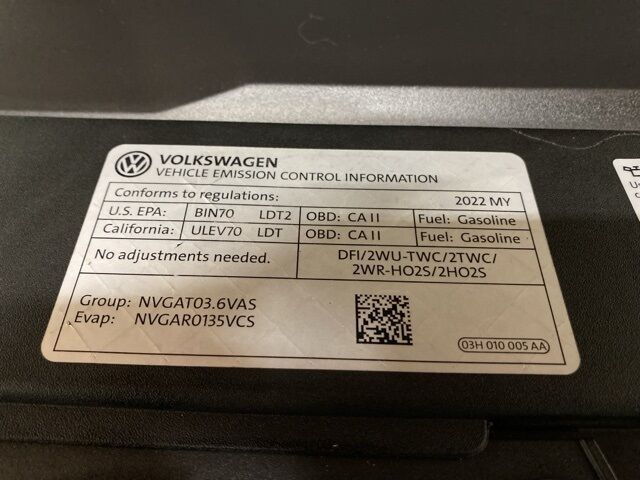 VOLKSWAGEN
VEHICLE EMISSION CONTROL INFORMATION
Conforms to regulations: 2022 MY
U.S. EPA: BIN70 LDT2 OBD: CA II Fuel: Gasoline
California: ULEV70 LDT OBD: CA II Fuel: Gasoline
No adjustments needed. DFI/2WU-TWC/2TWC/
2WR-HO2S/2HO2S
Group: NVGAT03.6VAS
Evap: NVGAR0135VCS
03H 010 005 AA